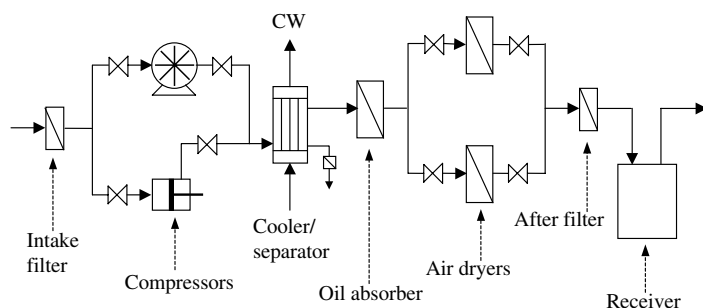 CW
Intake
filter
Compressors
Cooler/
separator
Oil absorber
Air dryers
After filter
Receiver